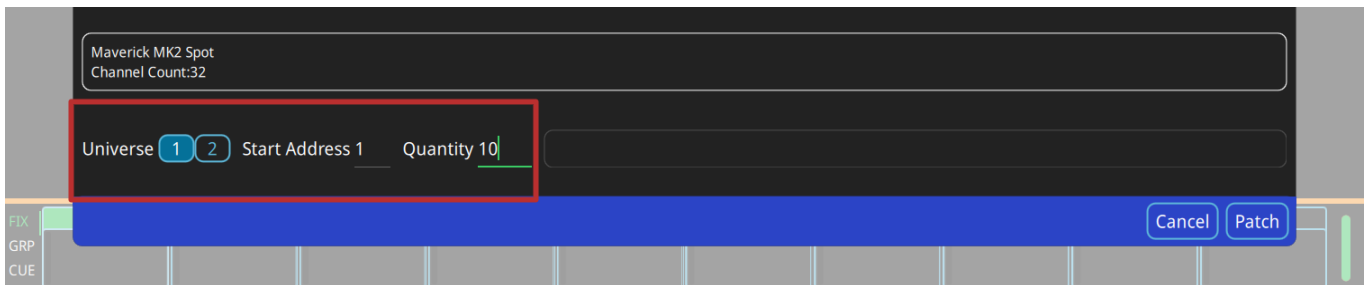 Maverick MK2 Spot
Channel Count:32
Universe 1 2 Start Address 1 Quantity 10
Cancel Patch
FIX
GRP
CUE